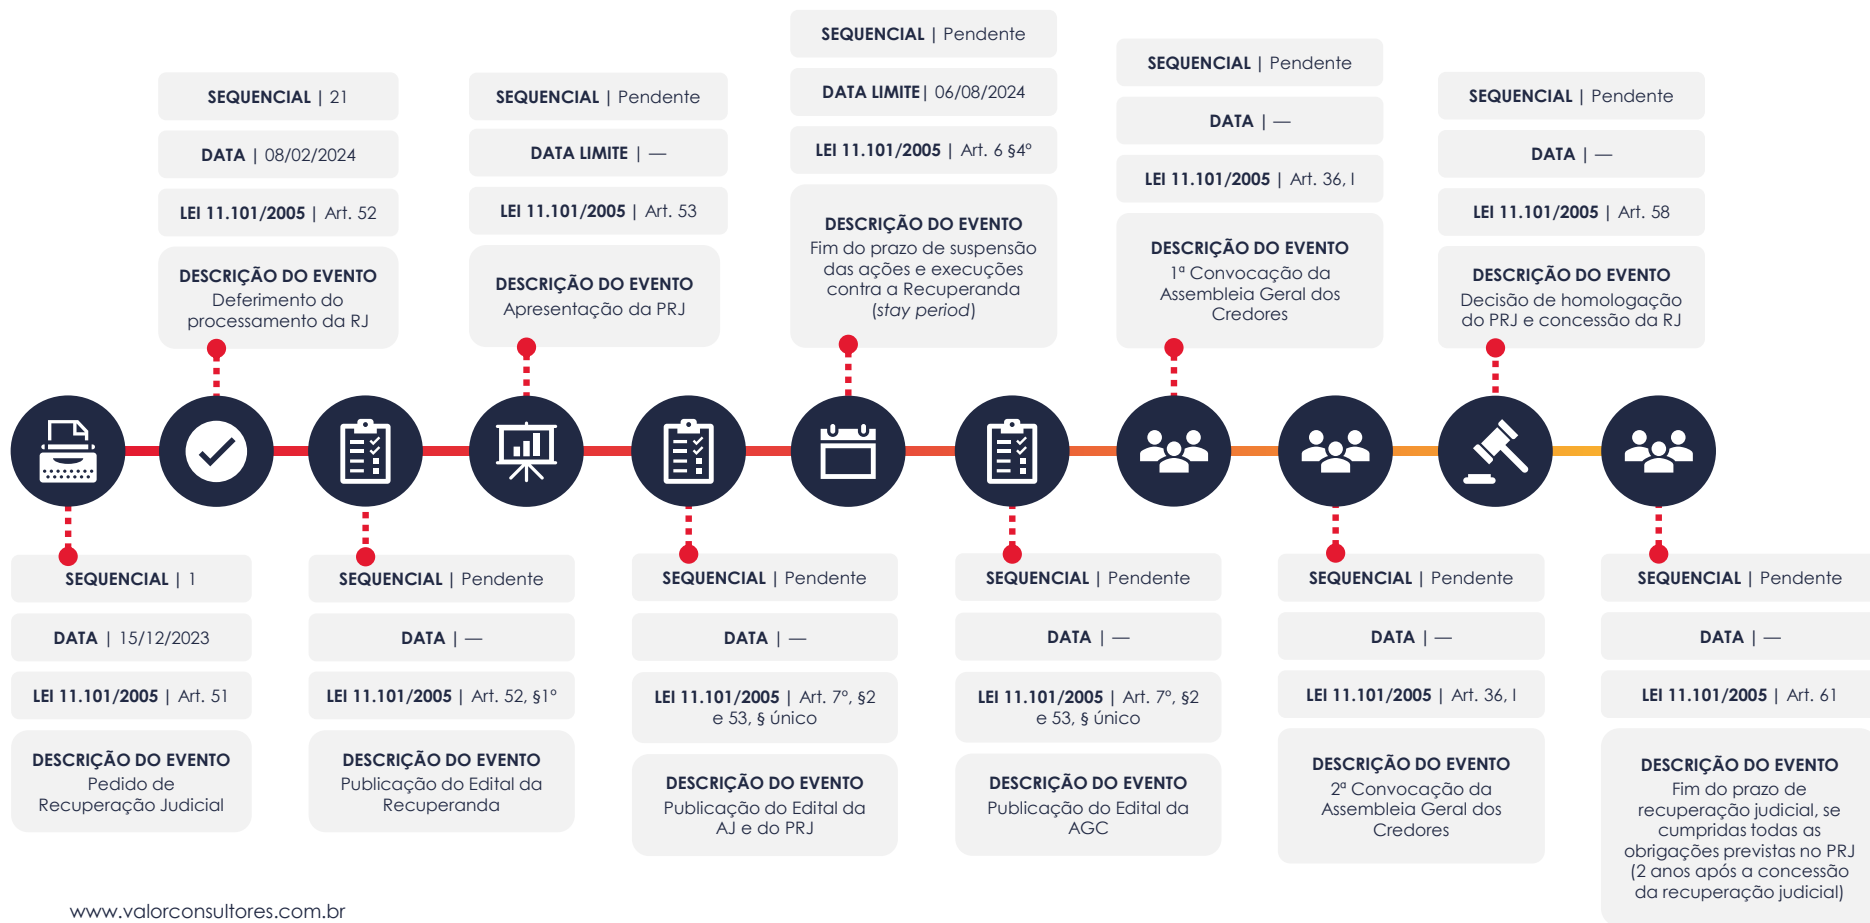 SEQUENCIAL | 21
DATA | 08/02/2024
LEI 11.101/2005 | Art. 52
DESCRIÇÃO DO EVENTO
Deferimento do
processamento da RJ
SEQUENCIAL | Pendente
DATA LIMITE | —
LEI 11.101/2005 | Art. 53
DESCRIÇÃO DO EVENTO
Apresentação da PRJ
SEQUENCIAL | Pendente
DATA LIMITE| 06/08/2024
LEI 11.101/2005 | Art. 6 §4º
DESCRIÇÃO DO EVENTO
Fim do prazo de suspensão
das ações e execuções
contra a Recuperanda
(stay period)
SEQUENCIAL | Pendente
DATA | —
LEI 11.101/2005 | Art. 36, I
DESCRIÇÃO DO EVENTO
1ª Convocação da
Assembleia Geral dos
Credores
SEQUENCIAL | Pendente
DATA | —
LEI 11.101/2005 | Art. 58
DESCRIÇÃO DO EVENTO
Decisão de homologação
do PRJ e concessão da RJ
SEQUENCIAL | 1
DATA | 15/12/2023
LEI 11.101/2005 | Art. 51
DESCRIÇÃO DO EVENTO
Pedido de
Recuperação Judicial
SEQUENCIAL | Pendente
DATA | —
LEI 11.101/2005 | Art. 52, §1º
DESCRIÇÃO DO EVENTO
Publicação do Edital da
Recuperanda
SEQUENCIAL | Pendente
DATA | —
LEI 11.101/2005 | Art. 7º, §2
e 53, § único
DESCRIÇÃO DO EVENTO
Publicação do Edital da
AJ e do PRJ
SEQUENCIAL | Pendente
DATA | —
LEI 11.101/2005 | Art. 7º, §2
e 53, § único
DESCRIÇÃO DO EVENTO
Publicação do Edital da
AGC
SEQUENCIAL | Pendente
DATA | —
LEI 11.101/2005 | Art. 36, I
DESCRIÇÃO DO EVENTO
2ª Convocação da
Assembleia Geral dos
Credores
SEQUENCIAL | Pendente
DATA | —
LEI 11.101/2005 | Art. 61
DESCRIÇÃO DO EVENTO
Fim do prazo de
recuperação judicial, se
cumpridas todas as
obrigações previstas no PRJ
(2 anos após a concessão
da recuperação judicial)
www.valorconsultores.com.br